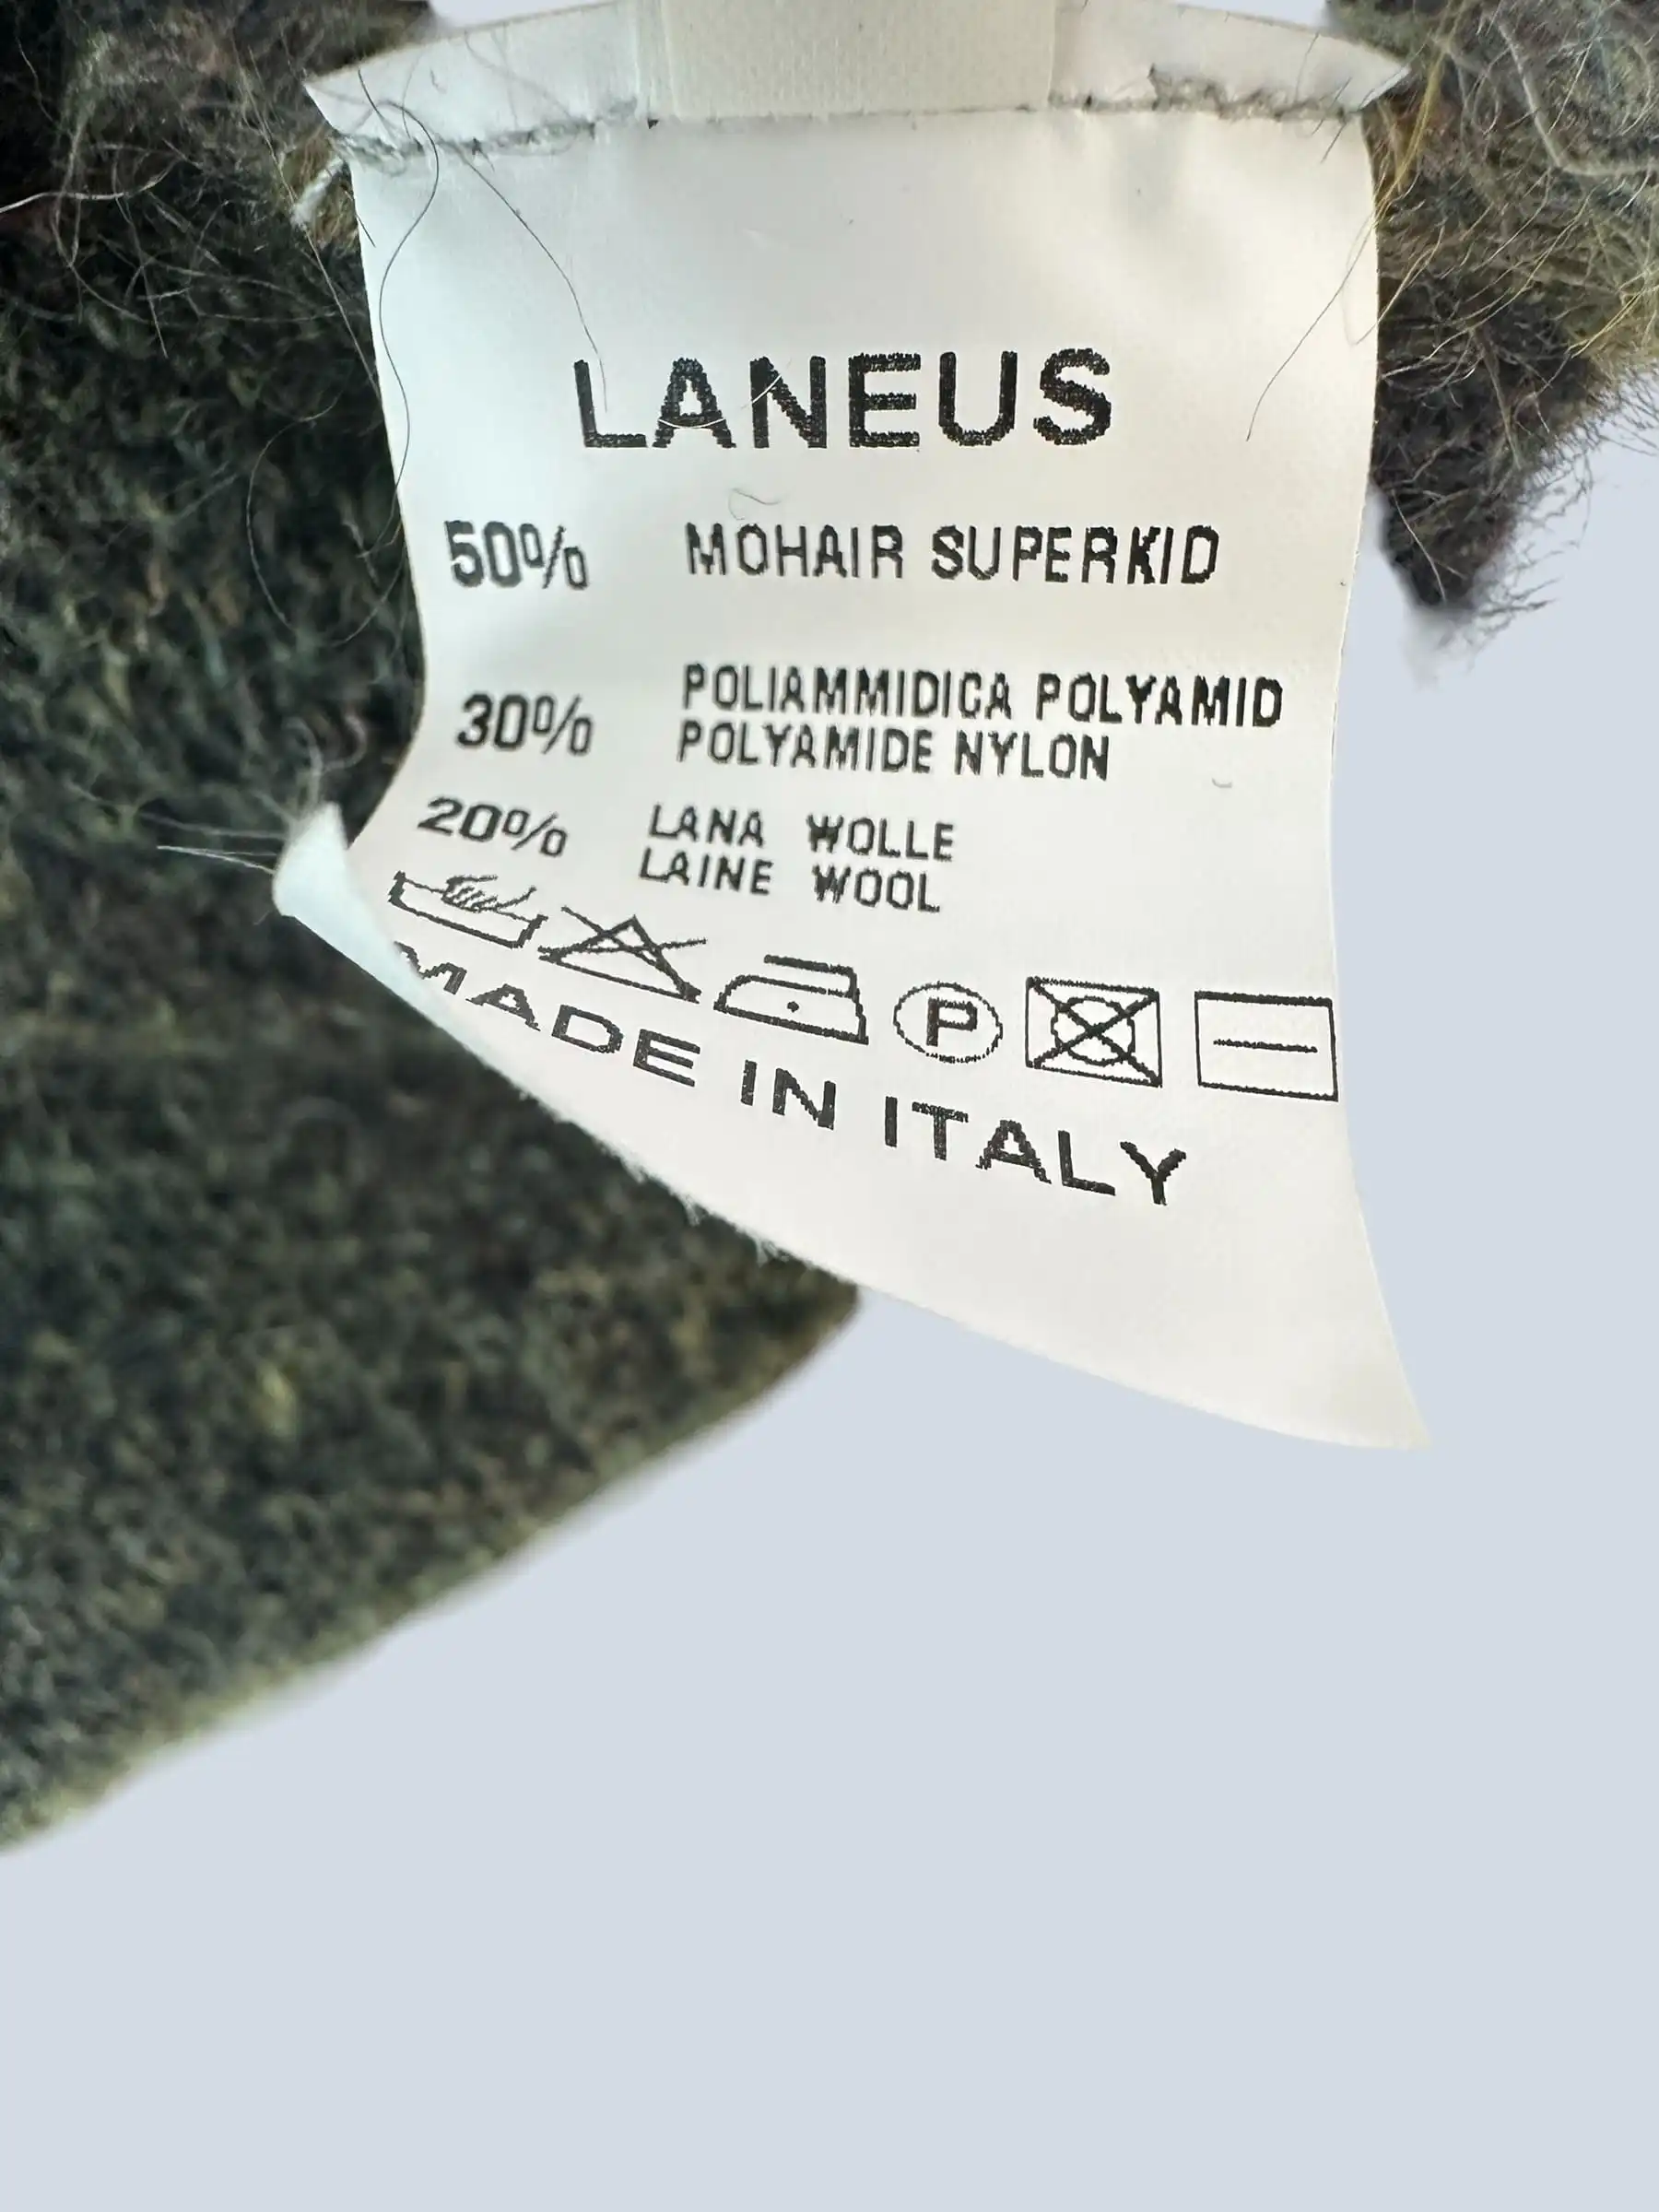 LANEUS
50% MOHAIR SUPERKID
30% POLIAMMIDICA POLYAMID
POLYAMIDE NYLON
20% LANA WOLLE
LAINE WOOL
P
MADE IN ITALY